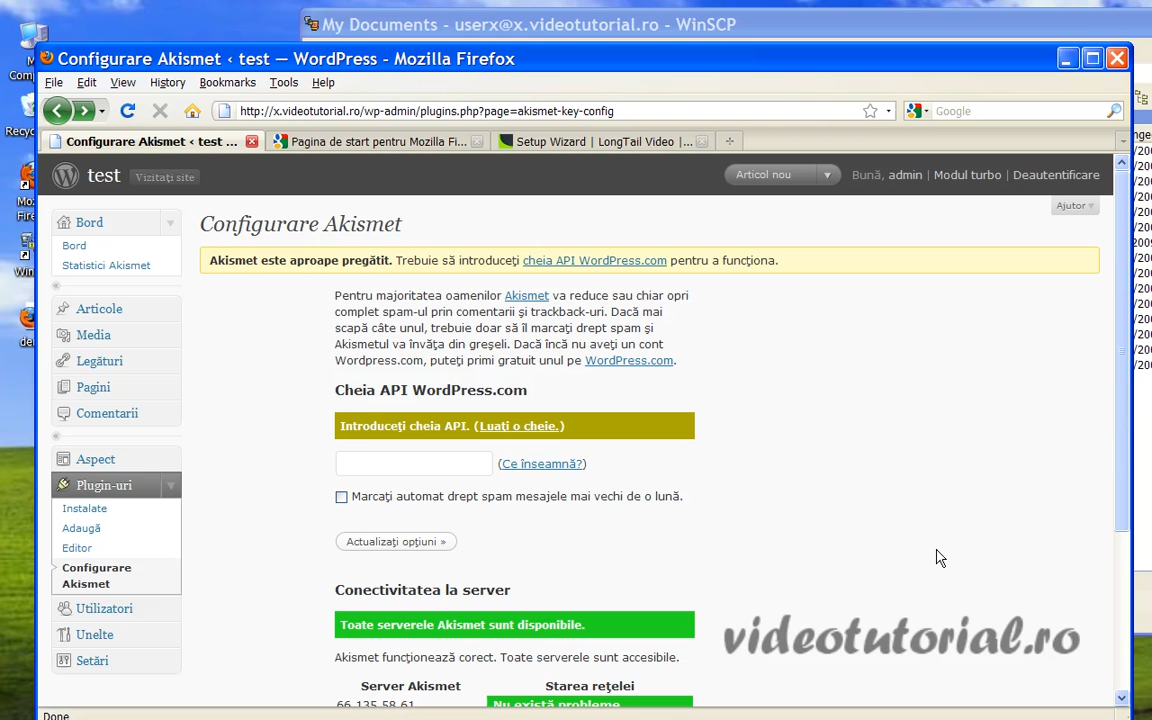 My Documents - userx@x.videotutorial.ro - WinSCP
Configurare Akismet ‹ test — WordPress - Mozilla Firefox
File Edit View History Bookmarks Tools Help
http://x.videotutorial.ro/wp-admin/plugins.php?page=akismet-key-config
Google
Configurare Akismet ‹ test ...
Pagina de start pentru Mozilla Fi...
Setup Wizard | LongTail Video | ...
test
Vizitați site
Articol nou
Bună, admin | Modul turbo | Deautentificare
Ajutor
Bord
Bord
Statistici Akismet
Articole
Media
Legături
Pagini
Comentarii
Aspect
Plugin-uri
Instalate
Adaugă
Editor
Configurare
Akismet
Utilizatori
Unelte
Setări
Configurare Akismet
Akismet este aproape pregătit. Trebuie să introduceți cheia API WordPress.com pentru a funcționa.
Pentru majoritatea oamenilor Akismet va reduce sau chiar opri
complet spam-ul prin comentarii și trackback-uri. Dacă mai
scapă câte unul, trebuie doar să îl marcați drept spam și
Akismetul va învăța din greșeli. Dacă încă nu aveți un cont
Wordpress.com, puteți primi gratuit unul pe WordPress.com.
Cheia API WordPress.com
Introduceți cheia API. (Luați o cheie.)
(Ce înseamnă?)
Marcați automat drept spam mesajele mai vechi de o lună.
Actualizați opțiuni »
Conectivitatea la server
Toate serverele Akismet sunt disponibile.
Akismet funcționează corect. Toate serverele sunt accesibile.
Server Akismet Starea rețelei
66.135.58.61 Nu există probleme
videotutorial.ro
Done